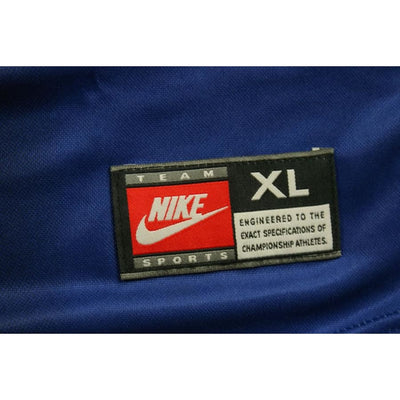 TEAM
NIKE
SPORTS
XL
ENGINEERED TO THE
EXACT SPECIFICATIONS OF
CHAMPIONSHIP ATHLETES.